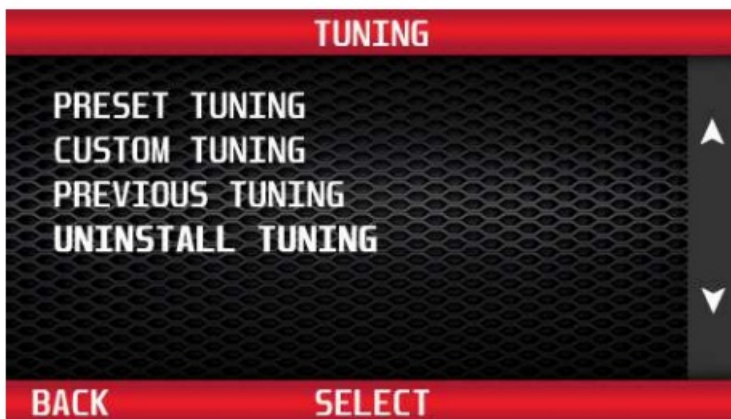 TUNING
PRESET TUNING
CUSTOM TUNING
PREVIOUS TUNING
UNINSTALL TUNING
BACK SELECT